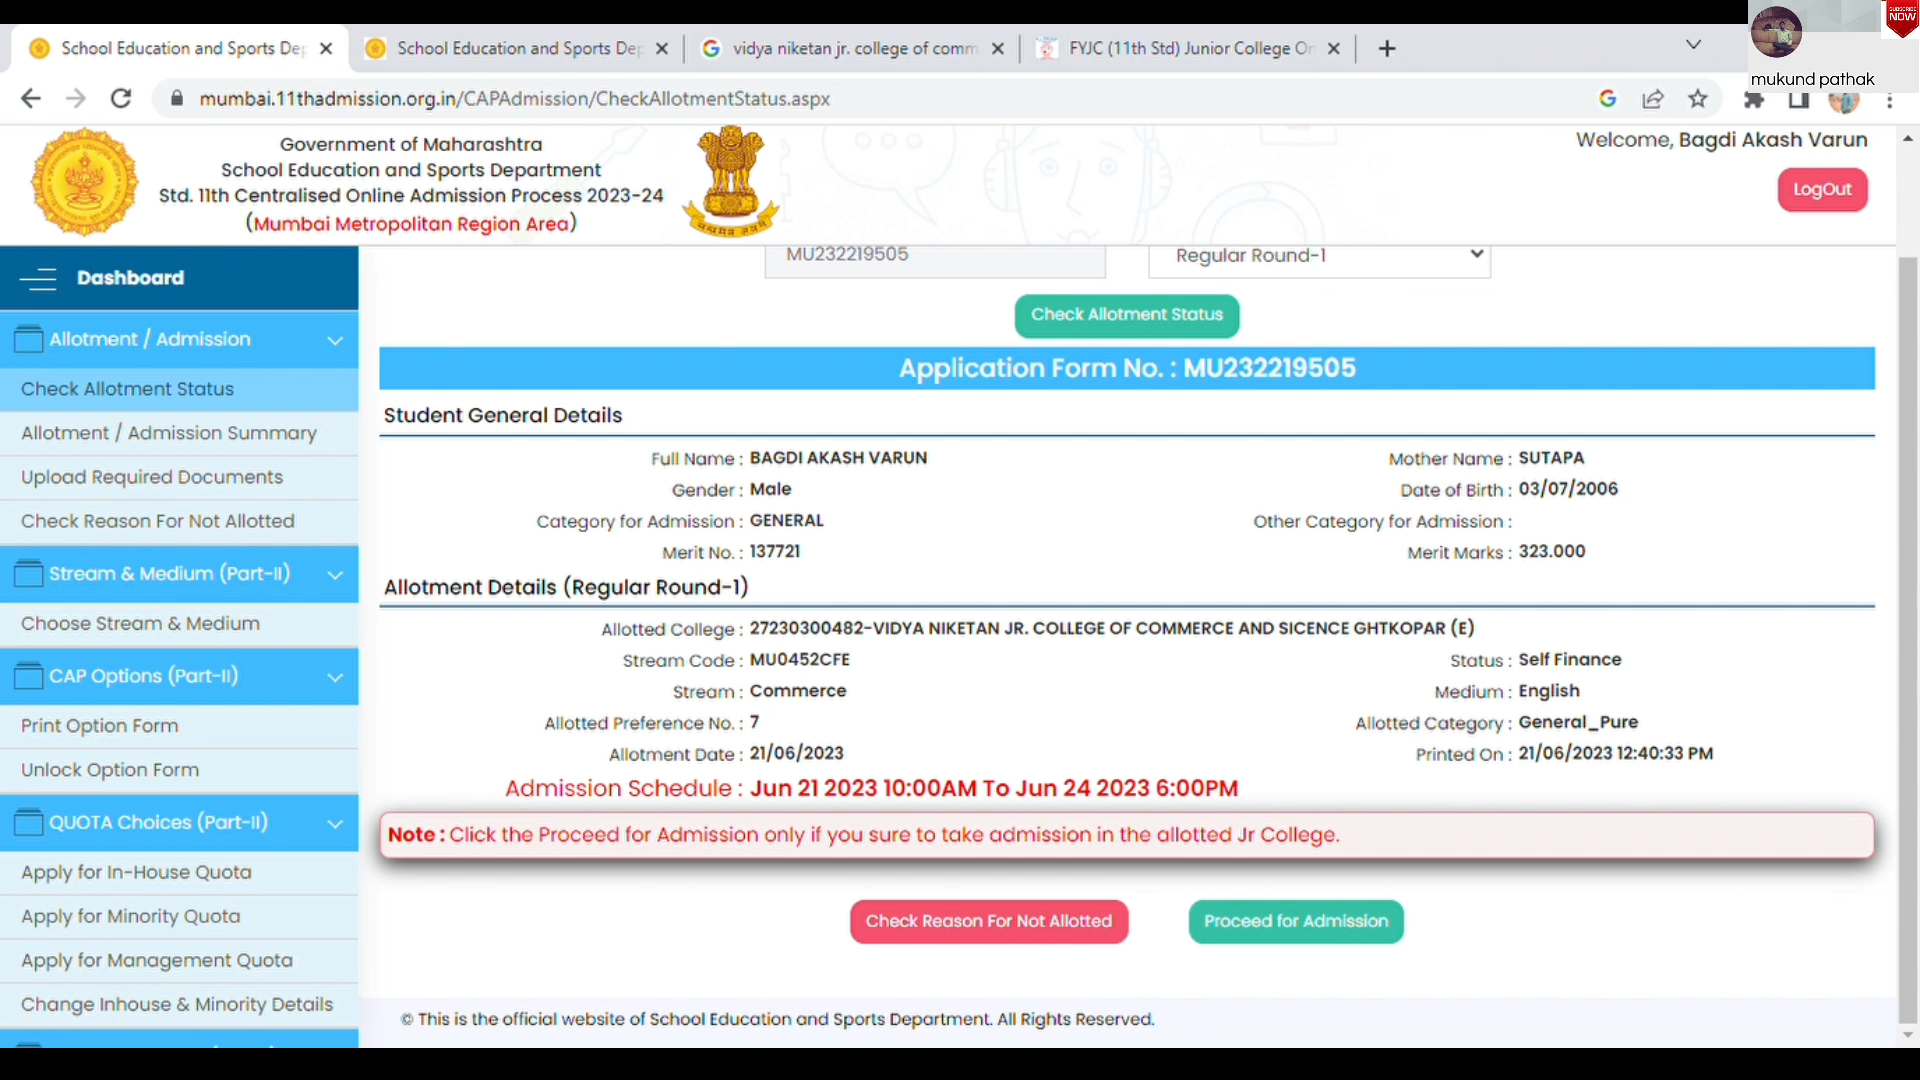 School Education and Sports De
School Education and Sports De
vidya niketan jr. college of comm
FYJC (11th Std) Junior College On
SUBSCRIBE
NOW
mukund pathak
mumbai.11thadmission.org.in/CAPAdmission/CheckAllotmentStatus.aspx
Government of Maharashtra
School Education and Sports Department
Std. 11th Centralised Online Admission Process 2023-24
(Mumbai Metropolitan Region Area)
सत्यमेव जयते
Welcome, Bagdi Akash Varun
LogOut
Dashboard
Allotment / Admission
Check Allotment Status
Allotment / Admission Summary
Upload Required Documents
Check Reason For Not Allotted
Stream & Medium (Part-II)
Choose Stream & Medium
CAP Options (Part-II)
Print Option Form
Unlock Option Form
QUOTA Choices (Part-II)
Apply for In-House Quota
Apply for Minority Quota
Apply for Management Quota
Change Inhouse & Minority Details
MU232219505
Regular Round-1
Check Allotment Status
Application Form No. : MU232219505
Student General Details
Full Name : BAGDI AKASH VARUN
Mother Name : SUTAPA
Gender : Male
Date of Birth : 03/07/2006
Category for Admission : GENERAL
Other Category for Admission :
Merit No. : 137721
Merit Marks : 323.000
Allotment Details (Regular Round-1)
Allotted College : 27230300482-VIDYA NIKETAN JR. COLLEGE OF COMMERCE AND SICENCE GHTKOPAR (E)
Stream Code : MU0452CFE
Status : Self Finance
Stream : Commerce
Medium : English
Allotted Preference No. : 7
Allotted Category : General_Pure
Allotment Date : 21/06/2023
Printed On : 21/06/2023 12:40:33 PM
Admission Schedule : Jun 21 2023 10:00AM To Jun 24 2023 6:00PM
Note : Click the Proceed for Admission only if you sure to take admission in the allotted Jr College.
Check Reason For Not Allotted
Proceed for Admission
© This is the official website of School Education and Sports Department. All Rights Reserved.